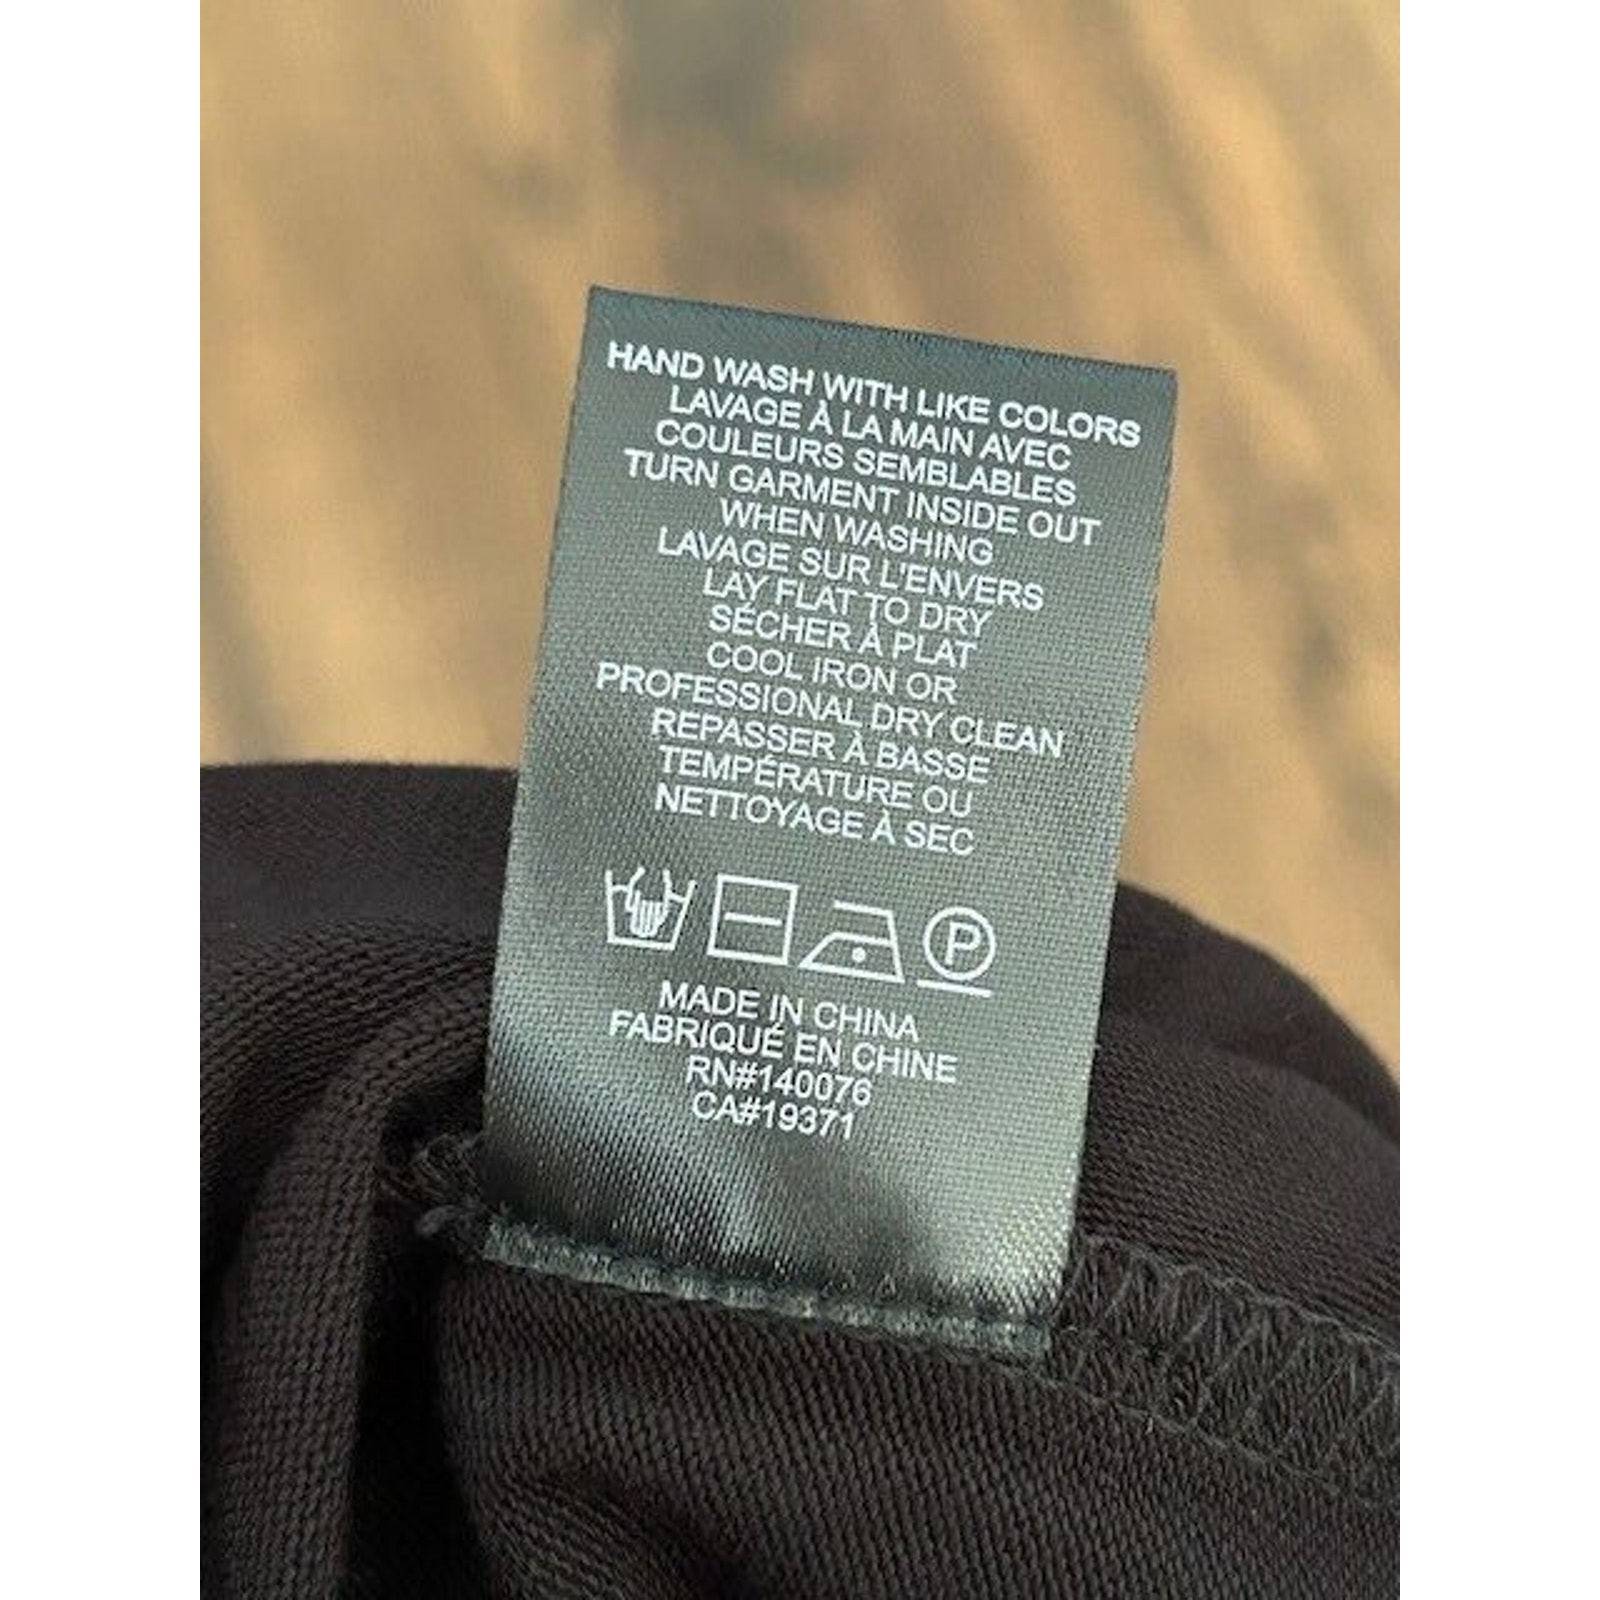 HAND WASH WITH LIKE COLORS
LAVAGE À LA MAIN AVEC
COULEURS SEMBLABLES
TURN GARMENT INSIDE OUT
WHEN WASHING
LAVAGE SUR L'ENVERS
LAY FLAT TO DRY
SÉCHER À PLAT
COOL IRON OR
PROFESSIONAL DRY CLEAN
REPASSER À BASSE
TEMPÉRATURE OU
NETTOYAGE À SEC
P
MADE IN CHINA
FABRIQUÉ EN CHINE
RN#140076
CA#19371